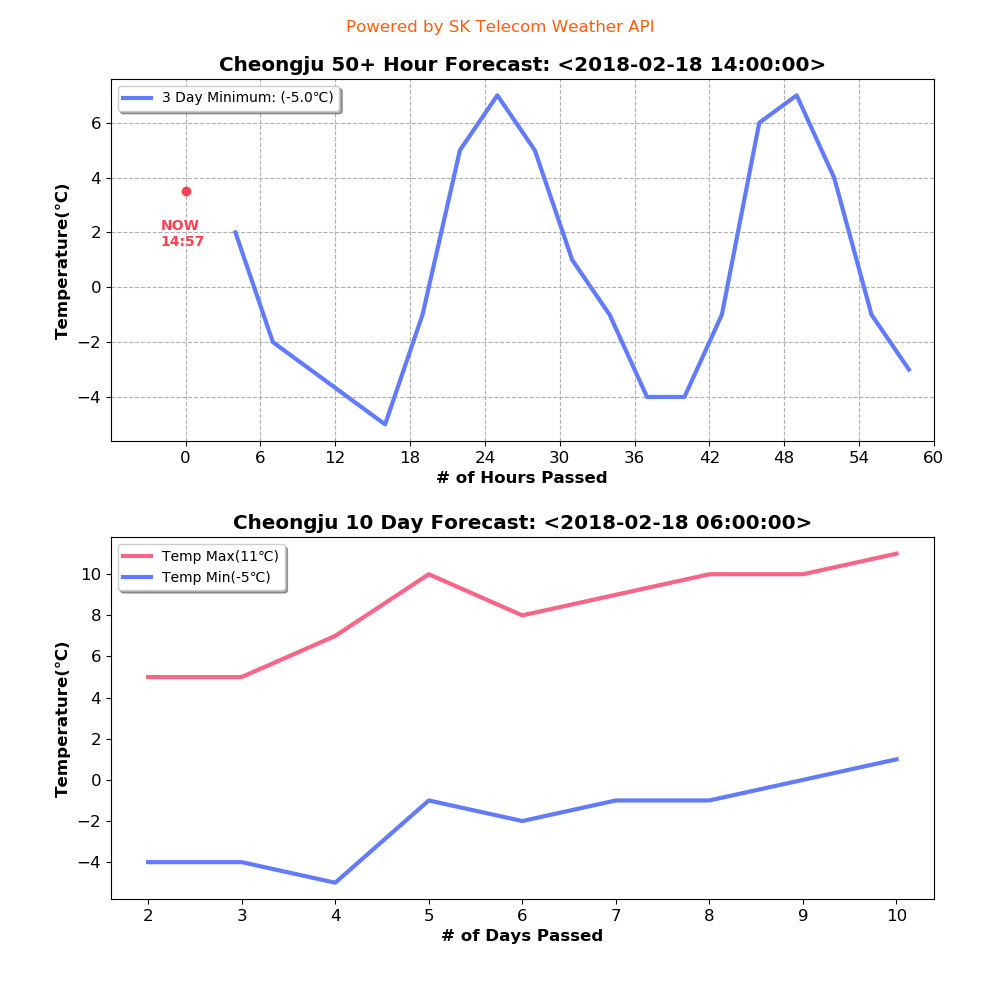 Powered by SK Telecom Weather API
Cheongju 50+ Hour Forecast: <2018-02-18 14:00:00>
3 Day Minimum: (-5.0℃)
6
4
2
0
−2
−4
Temperature(℃)
NOW
14:57
0 6 12 18 24 30 36 42 48 54 60
# of Hours Passed
Cheongju 10 Day Forecast: <2018-02-18 06:00:00>
Temp Max(11℃)
Temp Min(-5℃)
10
8
6
4
2
0
−2
−4
Temperature(℃)
2 3 4 5 6 7 8 9 10
# of Days Passed